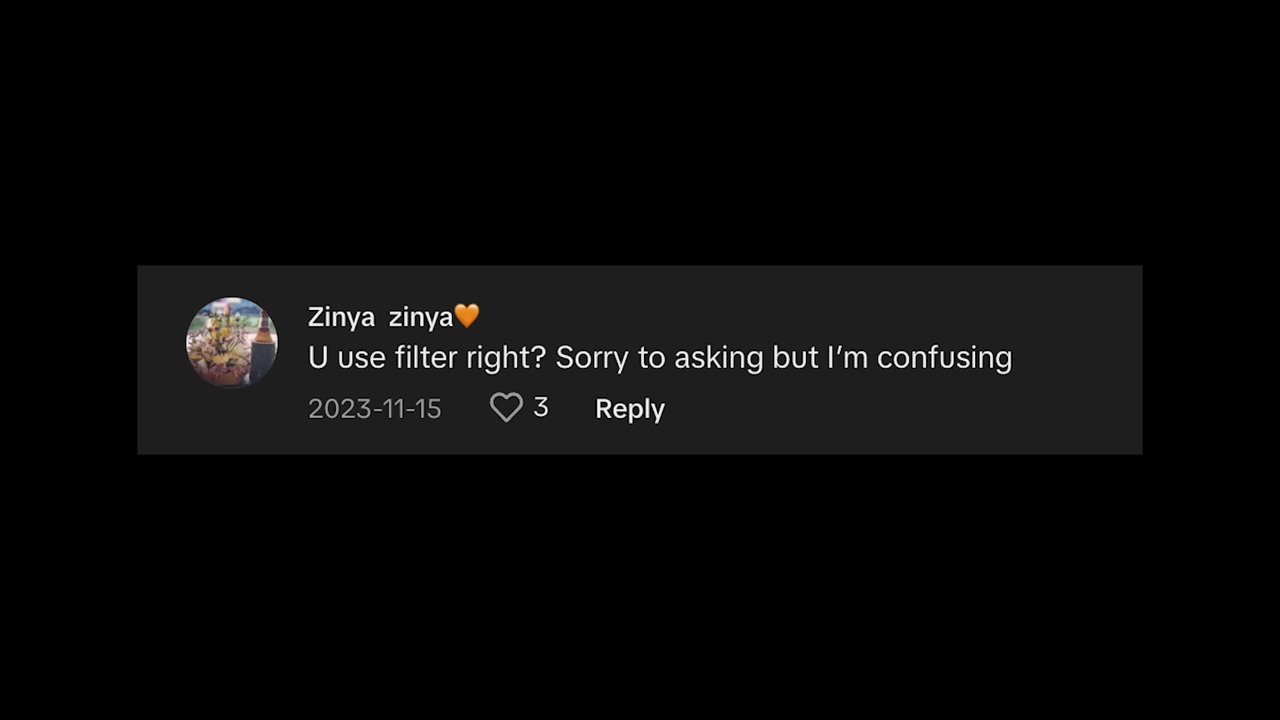 Zinya zinya🧡
U use filter right? Sorry to asking but I’m confusing
2023-11-15 3 Reply